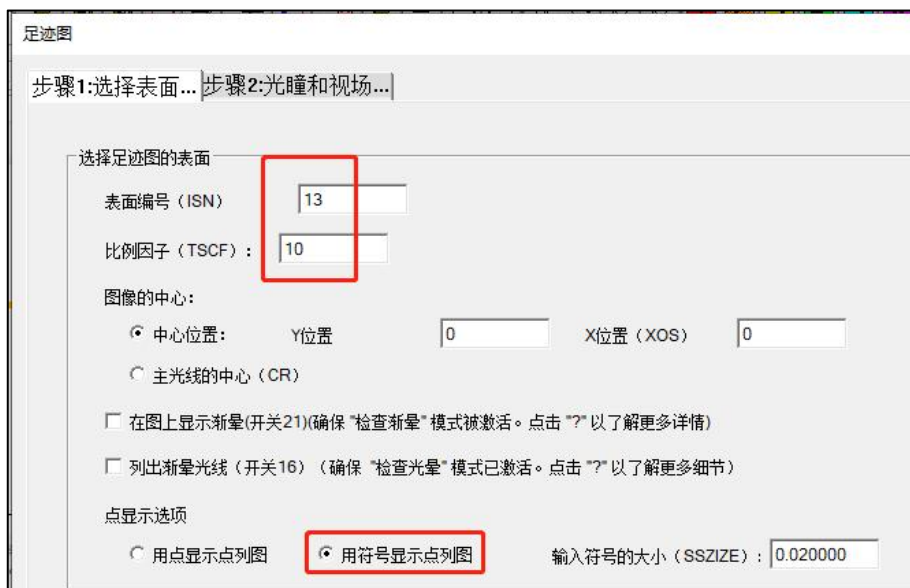 足迹图
步骤1:选择表面... 步骤2:光瞳和视场...
选择足迹图的表面
表面编号（ISN） 13
比例因子（TSCF）: 10
图像的中心:
中心位置: Y位置 0 X位置（XOS） 0
主光线的中心（CR）
在图上显示渐晕(开关21)(确保 "检查渐晕" 模式被激活。点击 "?" 以了解更多详情)
列出渐晕光线（开关16）（确保 "检查光晕" 模式已激活。点击 "?" 以了解更多细节）
点显示选项
用点显示点列图 用符号显示点列图 输入符号的大小（SSZIZE）: 0.020000